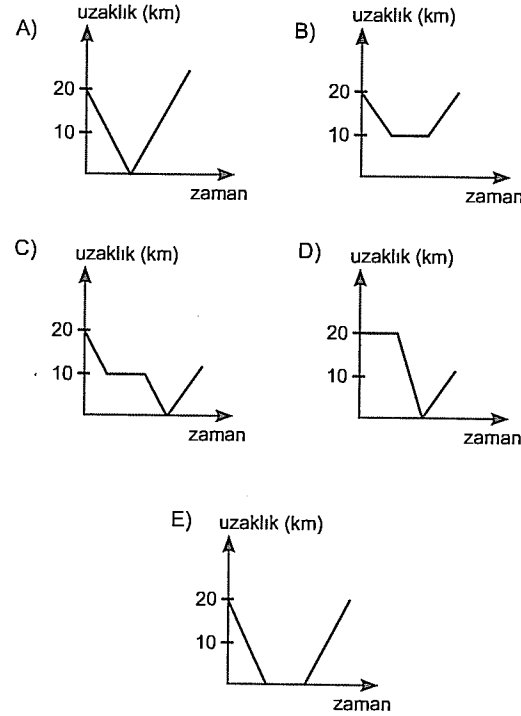 A) uzaklık (km)
20
10
zaman
B) uzaklık (km)
20
10
zaman
C) uzaklık (km)
20
10
zaman
D) uzaklık (km)
20
10
zaman
E) uzaklık (km)
20
10
zaman